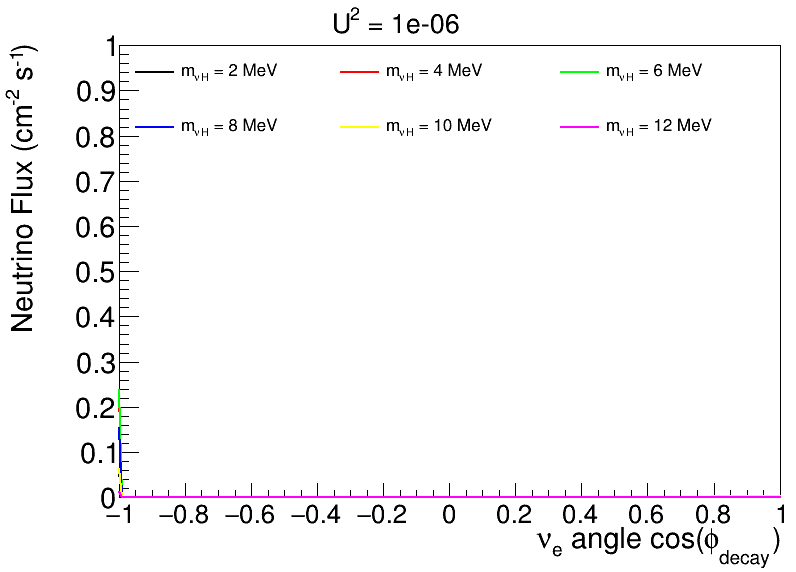 U² = 1e-06
Neutrino Flux (cm⁻² s⁻¹)
m_νH = 2 MeV m_νH = 4 MeV m_νH = 6 MeV
m_νH = 8 MeV m_νH = 10 MeV m_νH = 12 MeV
1
0.9
0.8
0.7
0.6
0.5
0.4
0.3
0.2
0.1
0
−1 −0.8 −0.6 −0.4 −0.2 0 0.2 0.4 0.6 0.8 1
ν_e angle cos(ϕ_decay)